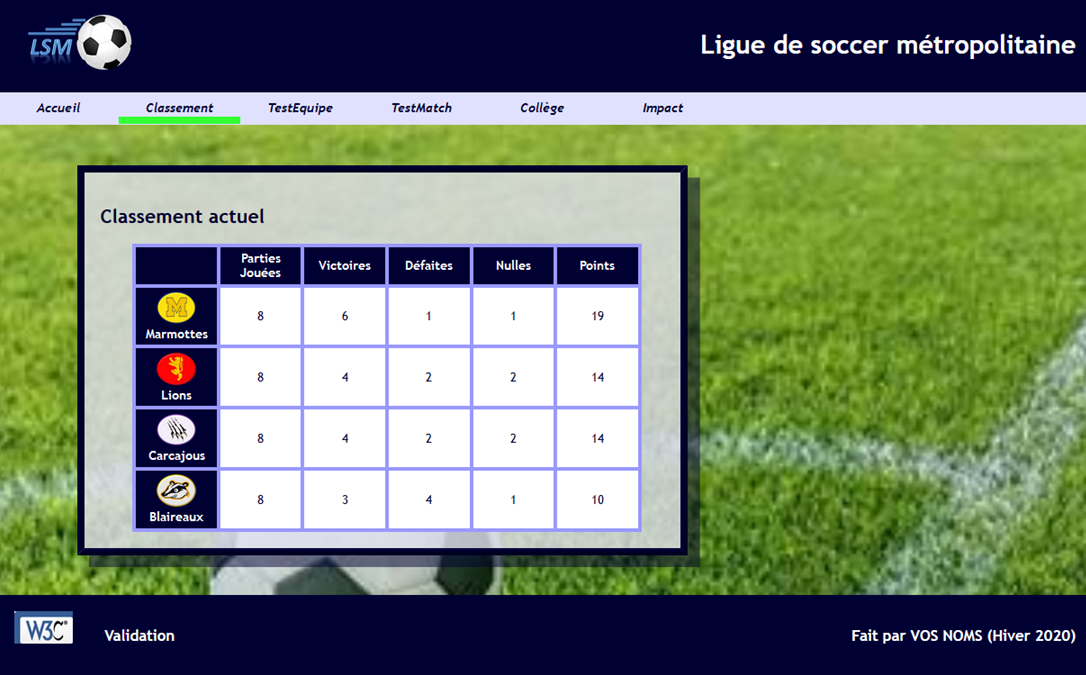 LSM
Ligue de soccer métropolitaine
Accueil Classement TestEquipe TestMatch Collège Impact
Classement actuel
Parties Jouées Victoires Défaites Nulles Points
M
Marmottes 8 6 1 1 19
Lions 8 4 2 2 14
Carcajous 8 4 2 2 14
Blaireaux 8 3 4 1 10
W3C®
Validation
Fait par VOS NOMS (Hiver 2020)